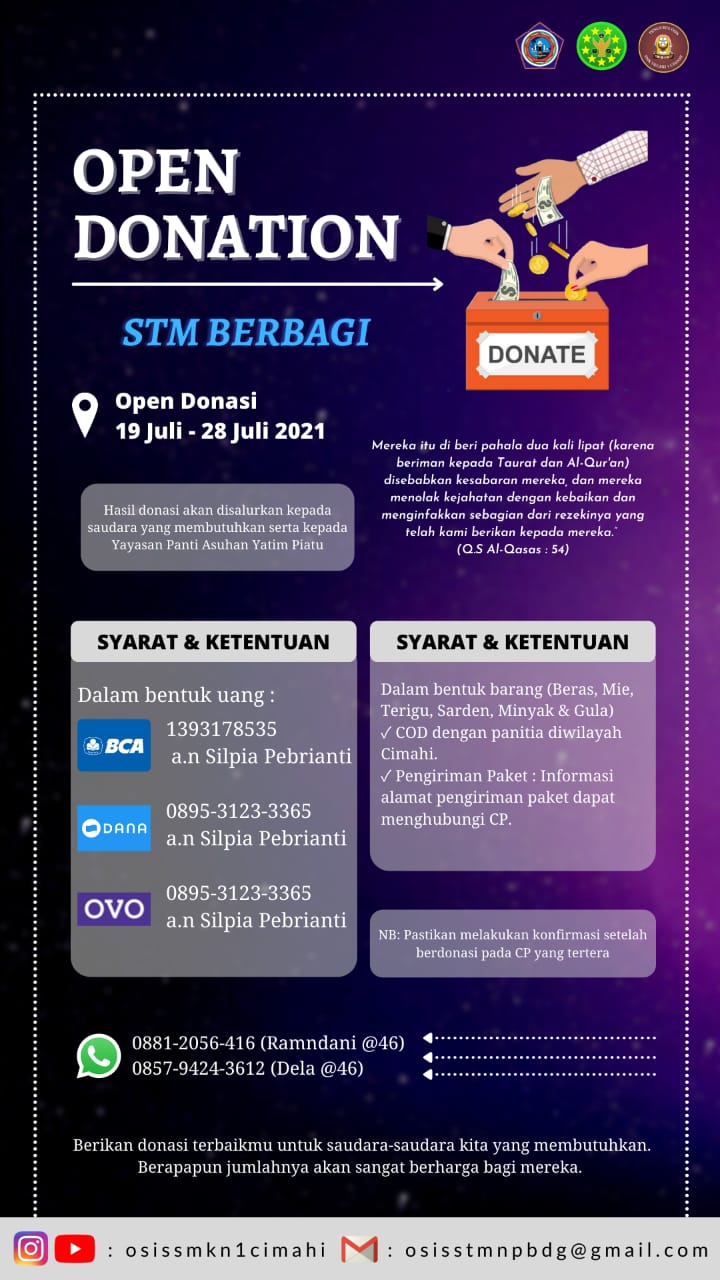 OPEN
DONATION
STM BERBAGI
DONATE
Open Donasi
19 Juli - 28 Juli 2021
Mereka itu di beri pahala dua kali lipat (karena
beriman kepada Taurat dan Al-Qur'an)
disebabkan kesabaran mereka, dan mereka
menolak kejahatan dengan kebaikan dan
menginfakkan sebagian dari rezekinya yang
telah kami berikan kepada mereka."
(Q.S Al-Qasas : 54)
Hasil donasi akan disalurkan kepada
saudara yang membutuhkan serta kepada
Yayasan Panti Asuhan Yatim Piatu
SYARAT & KETENTUAN
Dalam bentuk uang :
BCA
1393178535
a.n Silpia Pebrianti
DANA
0895-3123-3365
a.n Silpia Pebrianti
OVO
0895-3123-3365
a.n Silpia Pebrianti
SYARAT & KETENTUAN
Dalam bentuk barang (Beras, Mie,
Terigu, Sarden, Minyak & Gula)
✓ COD dengan panitia diwilayah
Cimahi.
✓ Pengiriman Paket : Informasi
alamat pengiriman paket dapat
menghubungi CP.
NB: Pastikan melakukan konfirmasi setelah
berdonasi pada CP yang tertera
0881-2056-416 (Ramndani @46)
0857-9424-3612 (Dela @46)
Berikan donasi terbaikmu untuk saudara-saudara kita yang membutuhkan.
Berapapun jumlahnya akan sangat berharga bagi mereka.
: osissmkn1cimahi : osisstmnpbdg@gmail.com